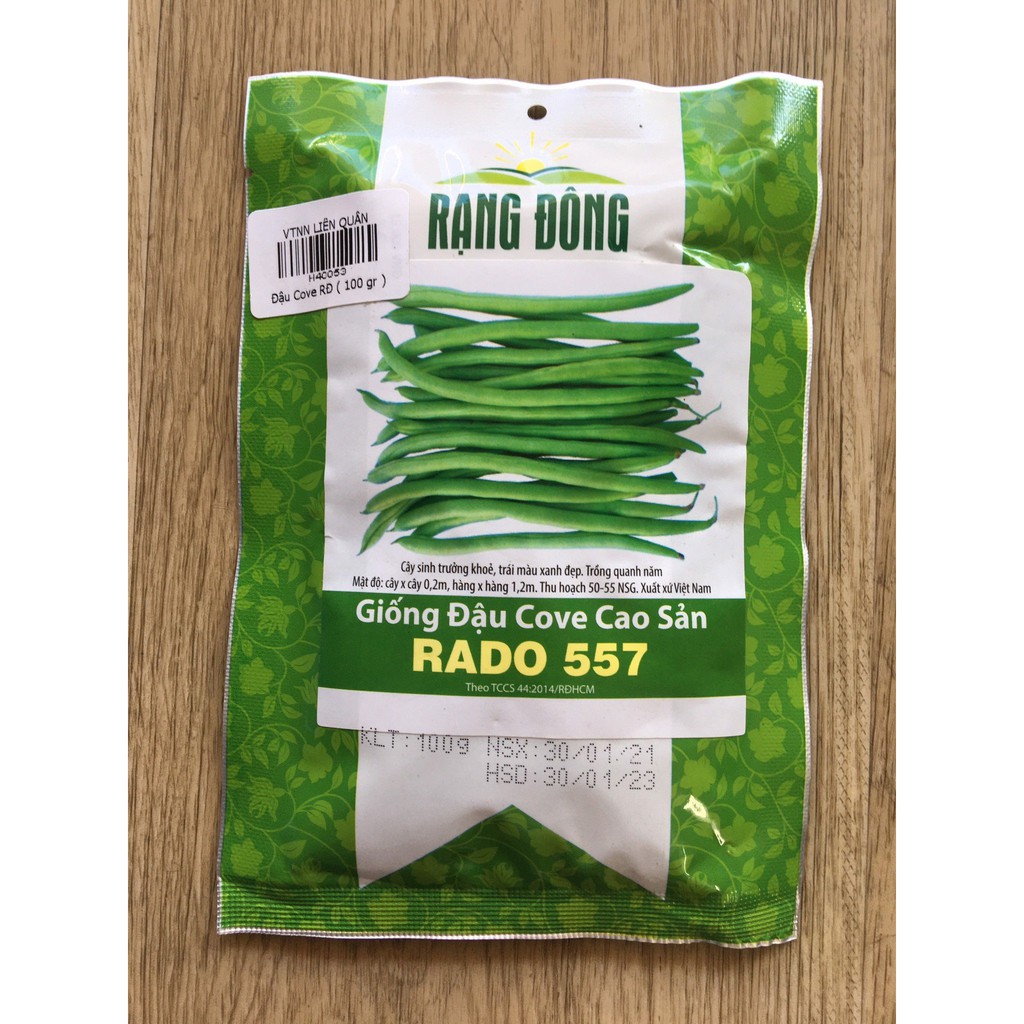 RẠNG ĐÔNG
VTNN LIÊN QUÂN
H40053
Đậu Cove RĐ ( 100 gr )
Cây sinh trưởng khoẻ, trái màu xanh đẹp. Trồng quanh năm
Mật độ: cây x cây 0,2m, hàng x hàng 1,2m. Thu hoạch 50-55 NSG. Xuất xứ Việt Nam
Giống Đậu Cove Cao Sản
RADO 557
Theo TCCS 44:2014/RĐHCM
KLT:100g NSX:30/01/21
HSD:30/01/23